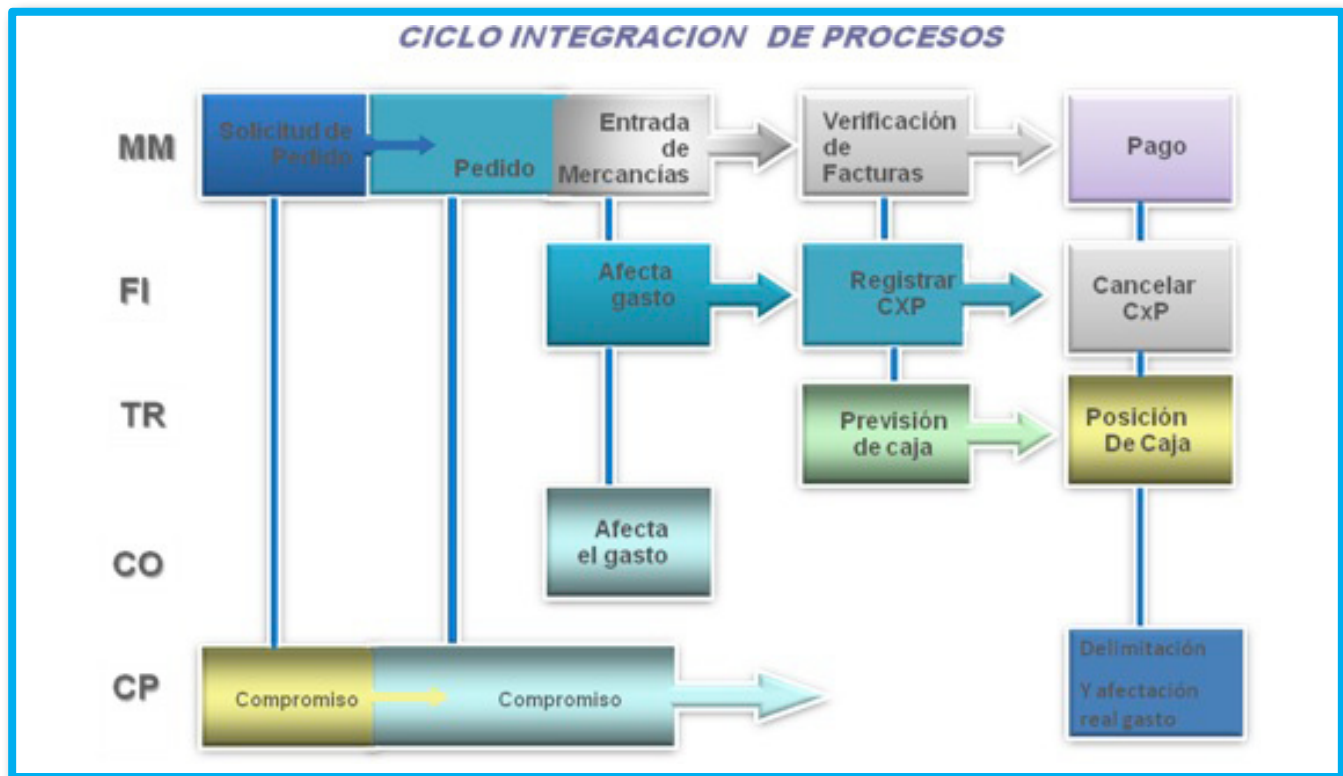 CICLO INTEGRACION DE PROCESOS
MM
Solicitud de
Pedido
Pedido
Entrada
de
Mercancías
Verificación
de
Facturas
Pago
FI
Afecta
gasto
Registrar
CXP
Cancelar
CxP
TR
Previsión
de caja
Posición
De Caja
CO
Afecta
el gasto
CP
Compromiso
Compromiso
Delimitación
Y afectación
real gasto